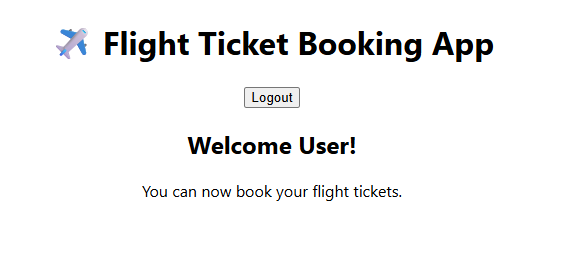 ✈️ Flight Ticket Booking App
Logout
Welcome User!
You can now book your flight tickets.